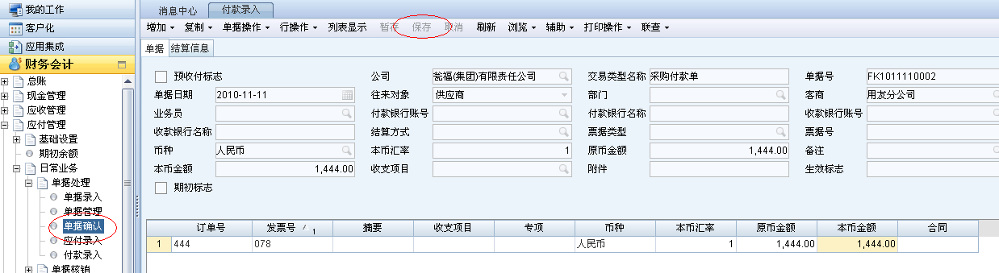 我的工作
客户化
应用集成
财务会计
总账
现金管理
应收管理
应付管理
基础设置
期初余额
日常业务
单据处理
单据录入
单据管理
单据确认
应付录入
付款录入
单据核销
消息中心 付款录入
增加 复制 单据操作 行操作 列表显示 暂存 保存 取消 刷新 浏览 辅助 打印操作 联查
单据 结算信息
预收付标志 公司 瓮福(集团)有限责任公司 交易类型名称 采购付款单 单据号 FK1011110002
单据日期 2010-11-11 往来对象 供应商 部门 客商 用友分公司
业务员 付款银行账号 付款银行名称 收款银行账号
收款银行名称 结算方式 票据类型 票据号
币种 人民币 本币汇率 1 原币金额 1,444.00 备注
本币金额 1,444.00 收支项目 附件 生效标志
期初标志
订单号 发票号 1 摘要 收支项目 专项 币种 本币汇率 原币金额 本币金额 合同
1 444 078 人民币 1 1,444.00 1,444.00